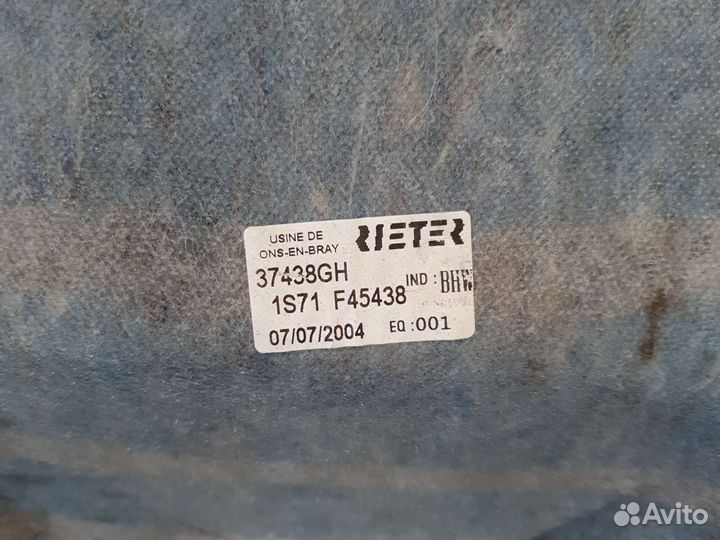 USINE DE
ONS-EN-BRAY
RIETER
37438GH
IND : BHW
1S71 F45438
07/07/2004 EQ :001
Avito